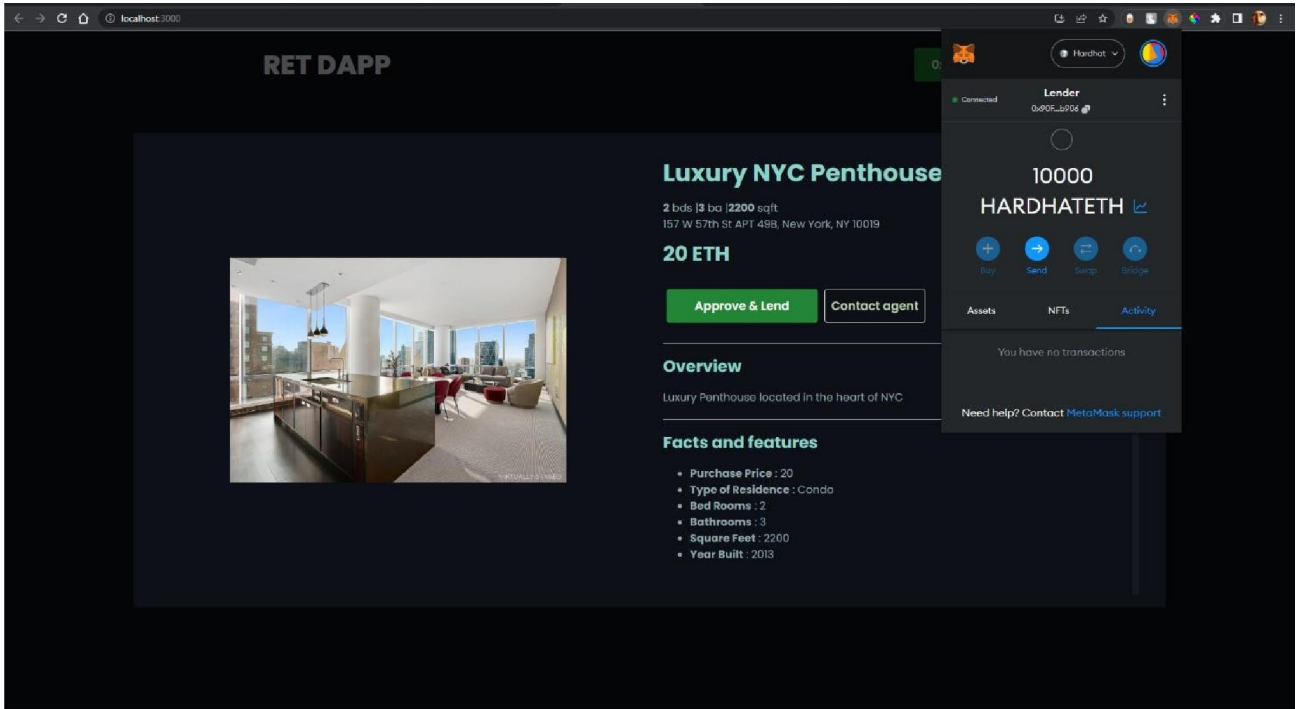 localhost:3000
RET DAPP
0x
Hardhat
Connected
Lender
0x90F...b906
10000
HARDHATETH
Buy
Send
Swap
Bridge
Assets
NFTs
Activity
You have no transactions
Need help? Contact MetaMask support
Luxury NYC Penthouse
2 bds |3 ba |2200 sqft
157 W 57th St APT 49B, New York, NY 10019
20 ETH
Approve & Lend
Contact agent
Overview
Luxury Penthouse located in the heart of NYC
Facts and features
Purchase Price : 20
Type of Residence : Condo
Bed Rooms : 2
Bathrooms : 3
Square Feet : 2200
Year Built : 2013
VIRTUALLY STAGED